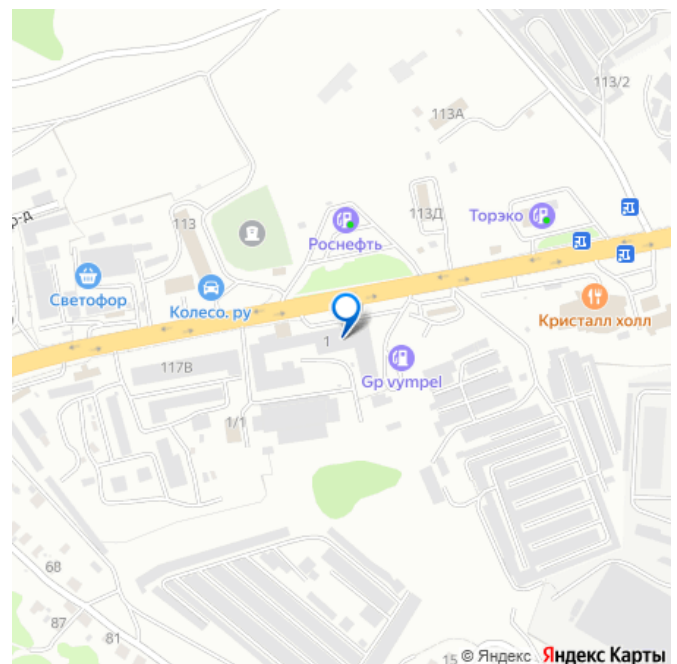 113/2
113А
113Д
Торэко
р-д
113
Роснефть
Светофор
Колесо. ру
Кристалл холл
1
117В
Gp vympel
1/1
68
87
81
15
© Яндекс Яндекс Карты